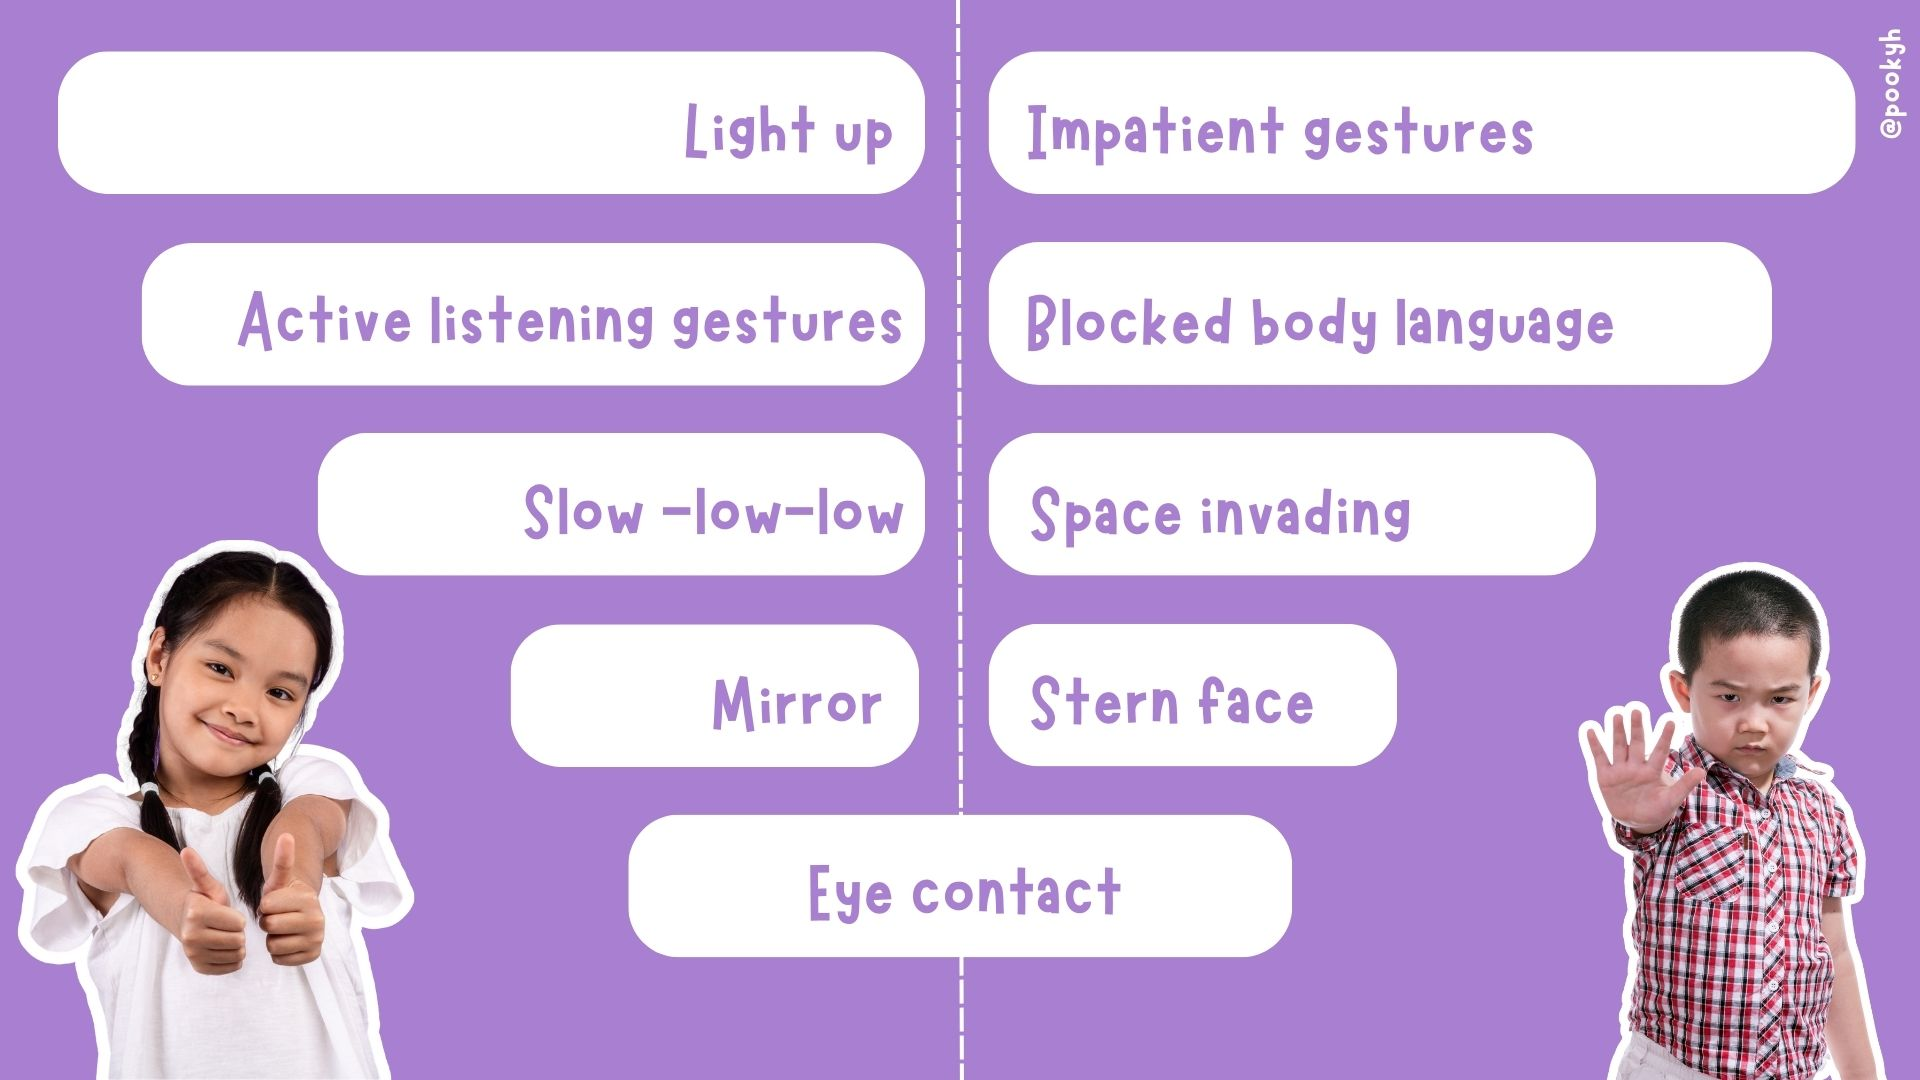 Light up
Impatient gestures
Active listening gestures
Blocked body language
Slow -low-low
Space invading
Mirror
Stern face
Eye contact
@pookyh